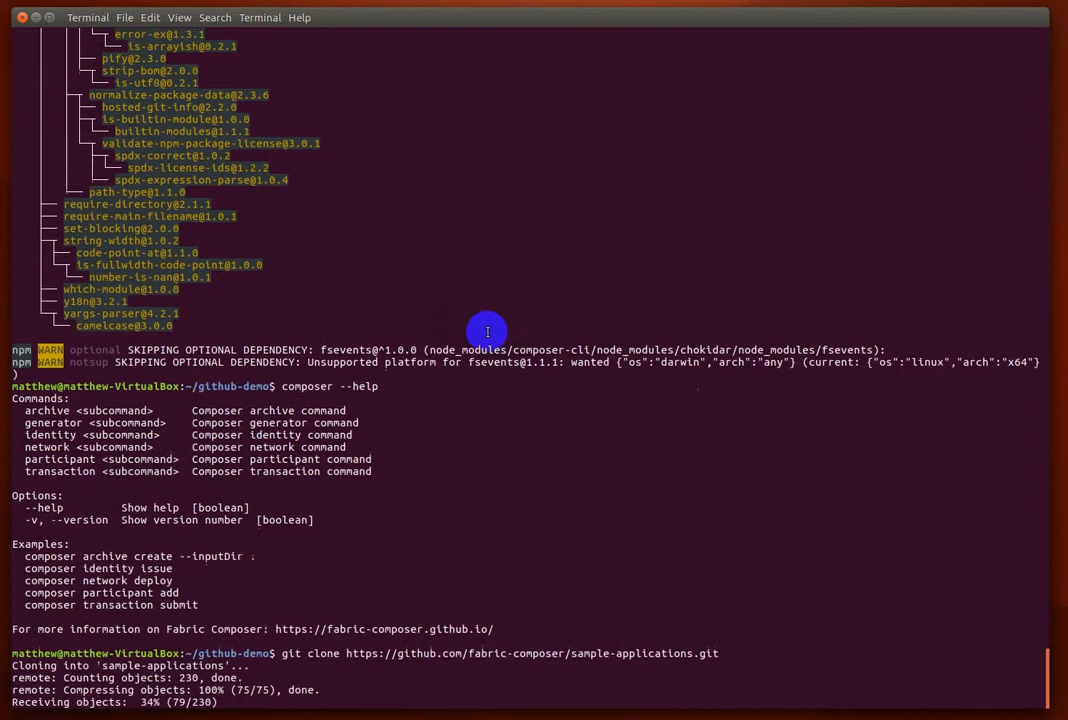 Terminal File Edit View Search Terminal Help
error-ex@1.3.1
is-arrayish@0.2.1
pify@2.3.0
strip-bom@2.0.0
is-utf8@0.2.1
normalize-package-data@2.3.6
hosted-git-info@2.2.0
is-builtin-module@1.0.0
builtin-modules@1.1.1
validate-npm-package-license@3.0.1
spdx-correct@1.0.2
spdx-license-ids@1.2.2
spdx-expression-parse@1.0.4
path-type@1.1.0
require-directory@2.1.1
require-main-filename@1.0.1
set-blocking@2.0.0
string-width@1.0.2
code-point-at@1.1.0
is-fullwidth-code-point@1.0.0
number-is-nan@1.0.1
which-module@1.0.0
y18n@3.2.1
yargs-parser@4.2.1
camelcase@3.0.0
npm WARN optional SKIPPING OPTIONAL DEPENDENCY: fsevents@^1.0.0 (node_modules/composer-cli/node_modules/chokidar/node_modules/fsevents):
npm WARN notsup SKIPPING OPTIONAL DEPENDENCY: Unsupported platform for fsevents@1.1.1: wanted {"os":"darwin","arch":"any"} (current: {"os":"linux","arch":"x64"}
)
matthew@matthew-VirtualBox:~/github-demo$ composer --help
Commands:
archive <subcommand> Composer archive command
generator <subcommand> Composer generator command
identity <subcommand> Composer identity command
network <subcommand> Composer network command
participant <subcommand> Composer participant command
transaction <subcommand> Composer transaction command
Options:
--help Show help [boolean]
-v, --version Show version number [boolean]
Examples:
composer archive create --inputDir .
composer identity issue
composer network deploy
composer participant add
composer transaction submit
For more information on Fabric Composer: https://fabric-composer.github.io/
matthew@matthew-VirtualBox:~/github-demo$ git clone https://github.com/fabric-composer/sample-applications.git
Cloning into 'sample-applications'...
remote: Counting objects: 230, done.
remote: Compressing objects: 100% (75/75), done.
Receiving objects: 34% (79/230)